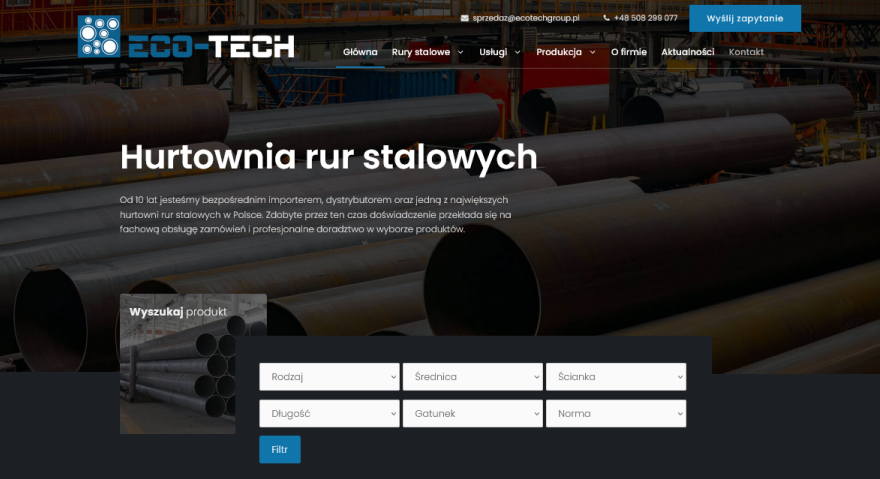 sprzedaz@ecotechgroup.pl +48 508 299 077 Wyślij zapytanie
ECO-TECH
Główna Rury stalowe Usługi Produkcja O firmie Aktualności Kontakt
Hurtownia rur stalowych
Od 10 lat jesteśmy bezpośrednim importerem, dystrybutorem oraz jedną z największych
hurtowni rur stalowych w Polsce. Zdobyte przez ten czas doświadczenie przekłada się na
fachową obsługę zamówień i profesjonalne doradztwo w wyborze produktów.
Wyszukaj produkt
Rodzaj Średnica Ścianka
Długość Gatunek Norma
Filtr